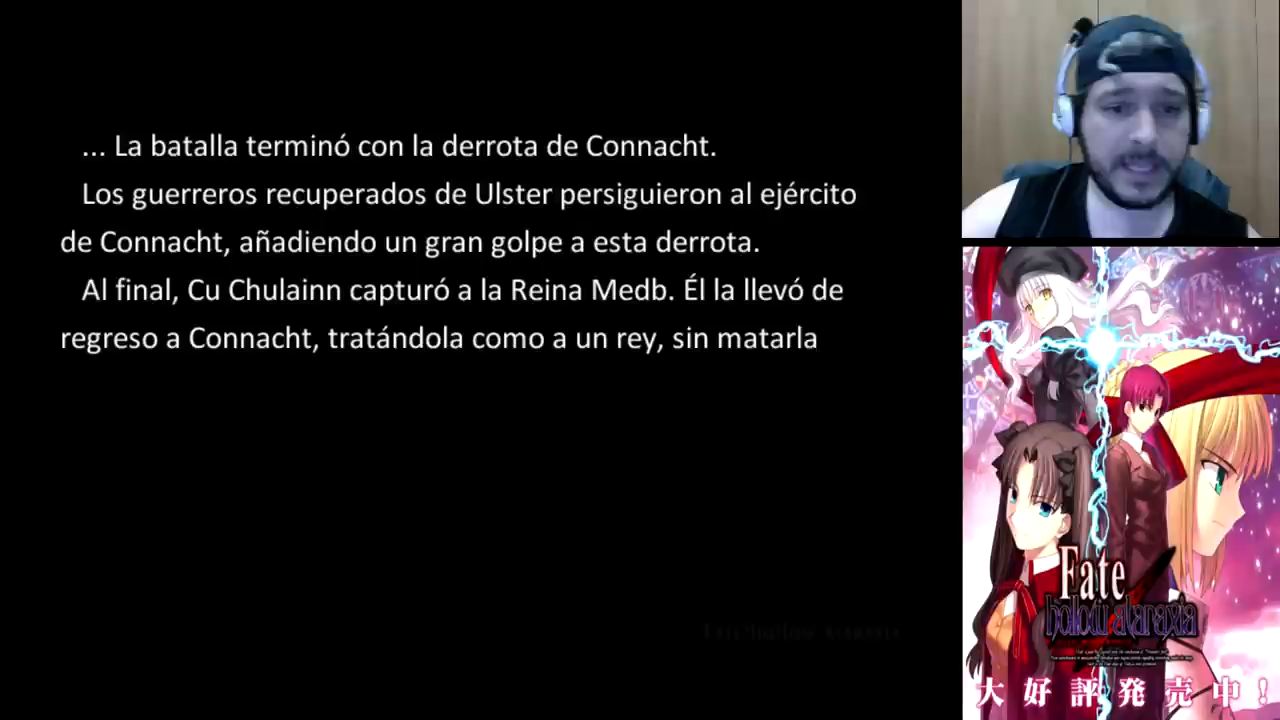 ... La batalla terminó con la derrota de Connacht.
Los guerreros recuperados de Ulster persiguieron al ejército
de Connacht, añadiendo un gran golpe a esta derrota.
Al final, Cu Chulainn capturó a la Reina Medb. Él la llevó de
regreso a Connacht, tratándola como a un rey, sin matarla
Fate
hollow ataraxia
大好評発売中!